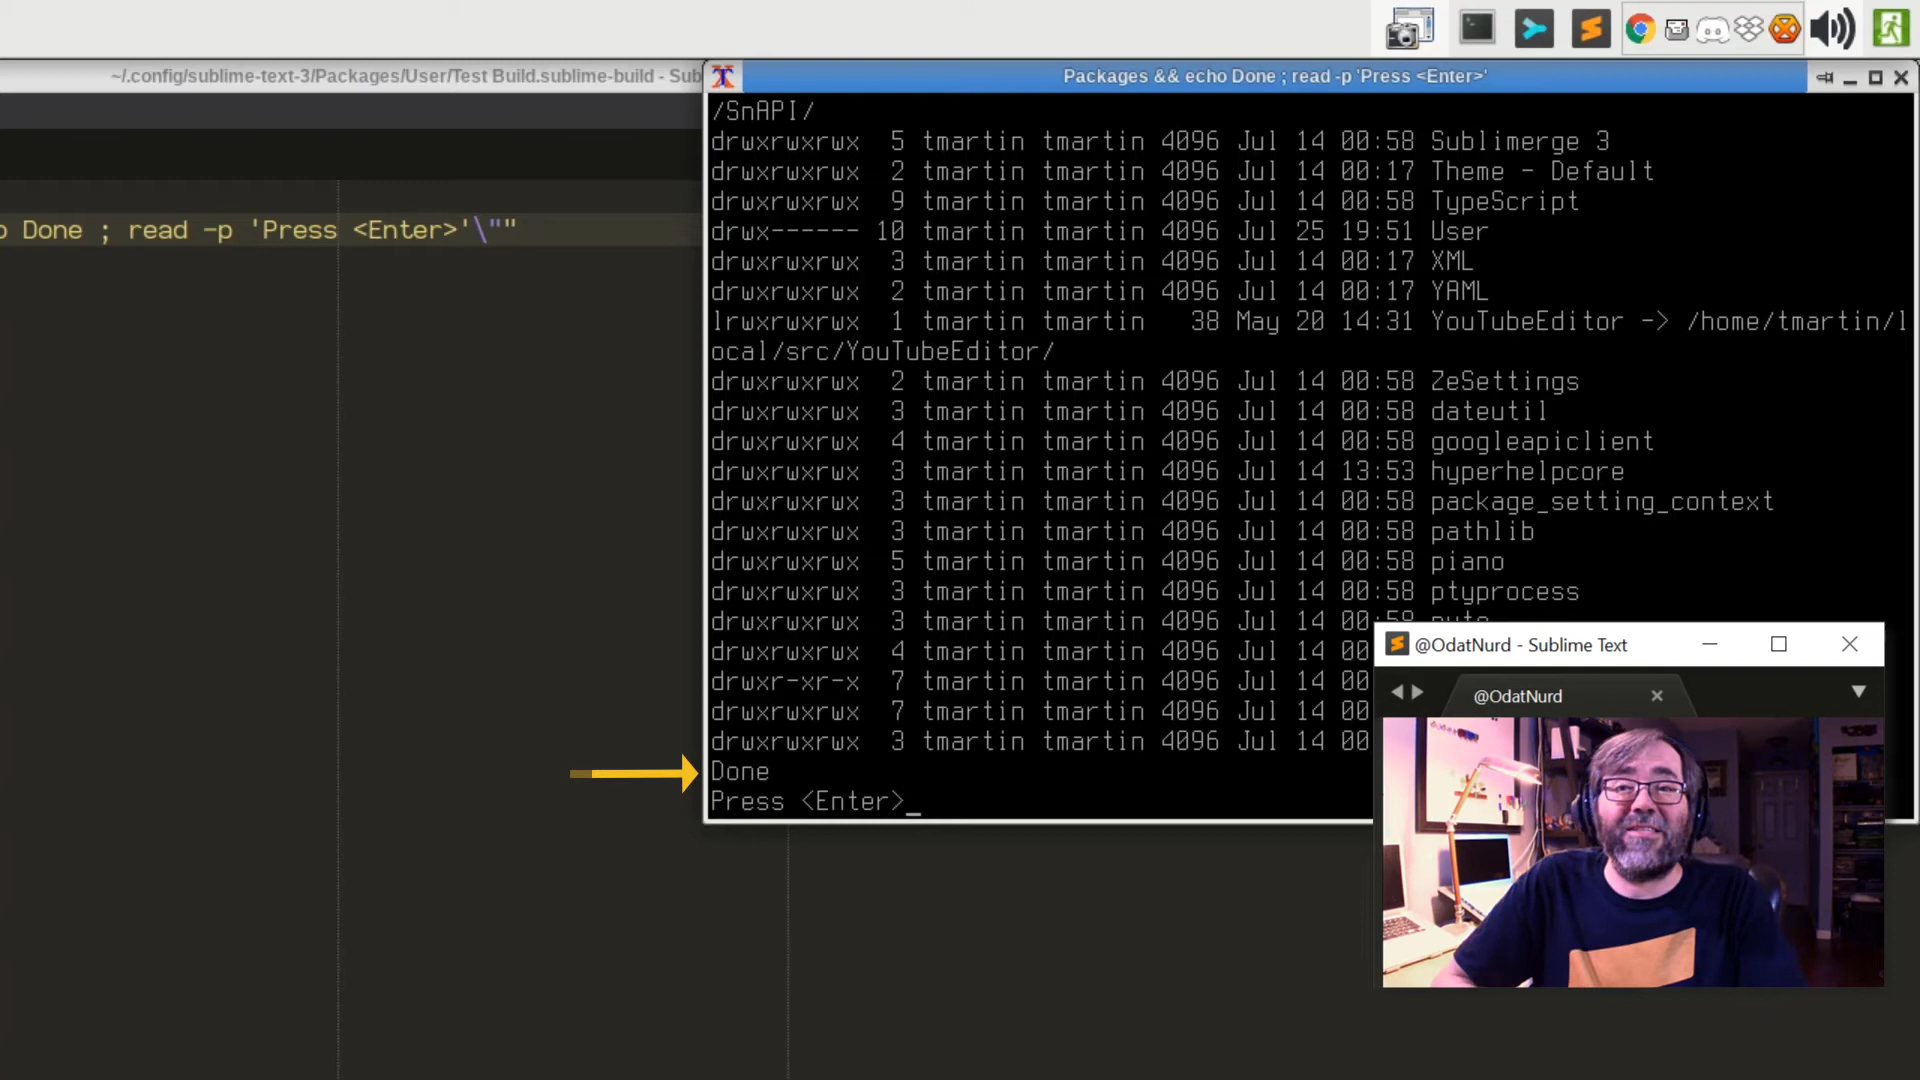 ~/.config/sublime-text-3/Packages/User/Test Build.sublime-build - Sub
o Done ; read -p 'Press <Enter>'\""
Packages && echo Done ; read -p 'Press <Enter>'
/SnAPI/
drwxrwxrwx  5 tmartin tmartin 4096 Jul 14 00:58 Sublimerge 3
drwxrwxrwx  2 tmartin tmartin 4096 Jul 14 00:17 Theme - Default
drwxrwxrwx  9 tmartin tmartin 4096 Jul 14 00:58 TypeScript
drwx------ 10 tmartin tmartin 4096 Jul 25 19:51 User
drwxrwxrwx  3 tmartin tmartin 4096 Jul 14 00:17 XML
drwxrwxrwx  2 tmartin tmartin 4096 Jul 14 00:17 YAML
lrwxrwxrwx  1 tmartin tmartin   38 May 20 14:31 YouTubeEditor -> /home/tmartin/l
ocal/src/YouTubeEditor/
drwxrwxrwx  2 tmartin tmartin 4096 Jul 14 00:58 ZeSettings
drwxrwxrwx  3 tmartin tmartin 4096 Jul 14 00:58 dateutil
drwxrwxrwx  4 tmartin tmartin 4096 Jul 14 00:58 googleapiclient
drwxrwxrwx  3 tmartin tmartin 4096 Jul 14 13:53 hyperhelpcore
drwxrwxrwx  3 tmartin tmartin 4096 Jul 14 00:58 package_setting_context
drwxrwxrwx  3 tmartin tmartin 4096 Jul 14 00:58 pathlib
drwxrwxrwx  5 tmartin tmartin 4096 Jul 14 00:58 piano
drwxrwxrwx  3 tmartin tmartin 4096 Jul 14 00:58 ptyprocess
drwxrwxrwx  3 tmartin tmartin 4096 Jul 14
drwxrwxrwx  4 tmartin tmartin 4096 Jul 14 00
drwxr-xr-x  7 tmartin tmartin 4096 Jul 14 00
drwxrwxrwx  7 tmartin tmartin 4096 Jul 14 00
drwxrwxrwx  3 tmartin tmartin 4096 Jul 14 00
Done
Press <Enter>_
@OdatNurd - Sublime Text
@OdatNurd